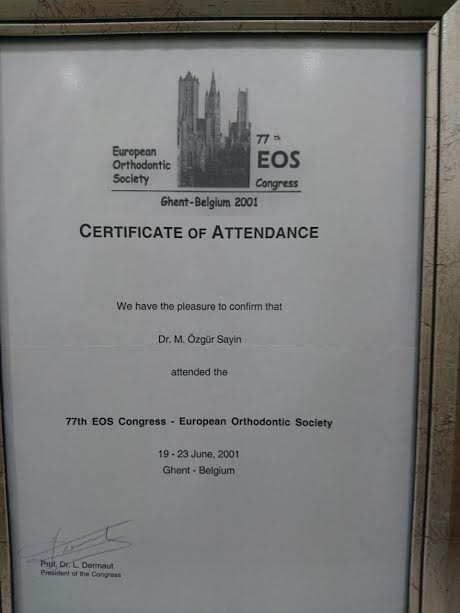 European
Orthodontic
Society
77 th
EOS
Congress
Ghent-Belgium 2001
CERTIFICATE OF ATTENDANCE
We have the pleasure to confirm that
Dr. M. Özgür Sayin
attended the
77th EOS Congress - European Orthodontic Society
19 - 23 June, 2001
Ghent - Belgium
Prof. Dr. L. Dermaut
President of the Congress